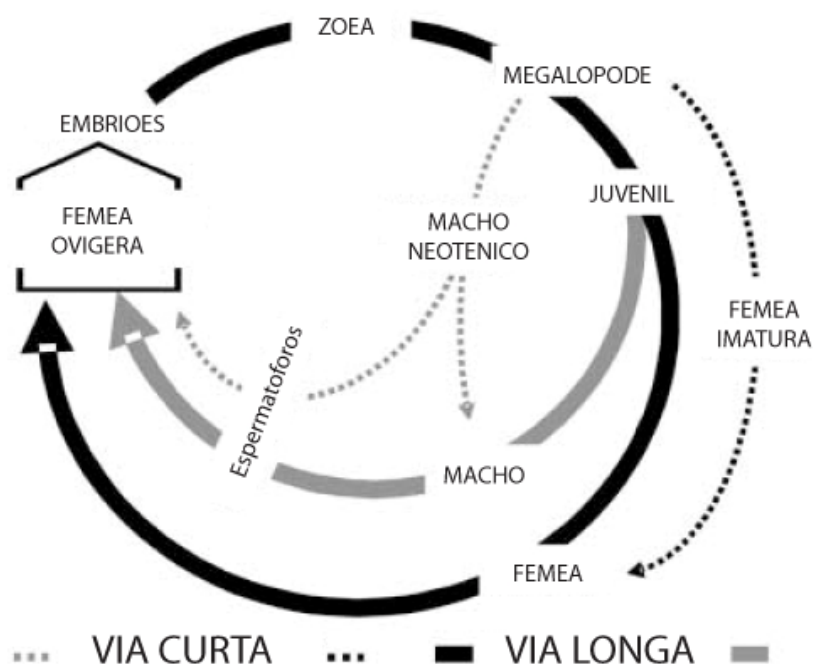 ZOEA
MEGALOPODE
EMBRIOES
JUVENIL
FEMEA
OVIGERA
MACHO
NEOTENICO
FEMEA
IMATURA
Espermatoforos
MACHO
FEMEA
VIA CURTA
VIA LONGA